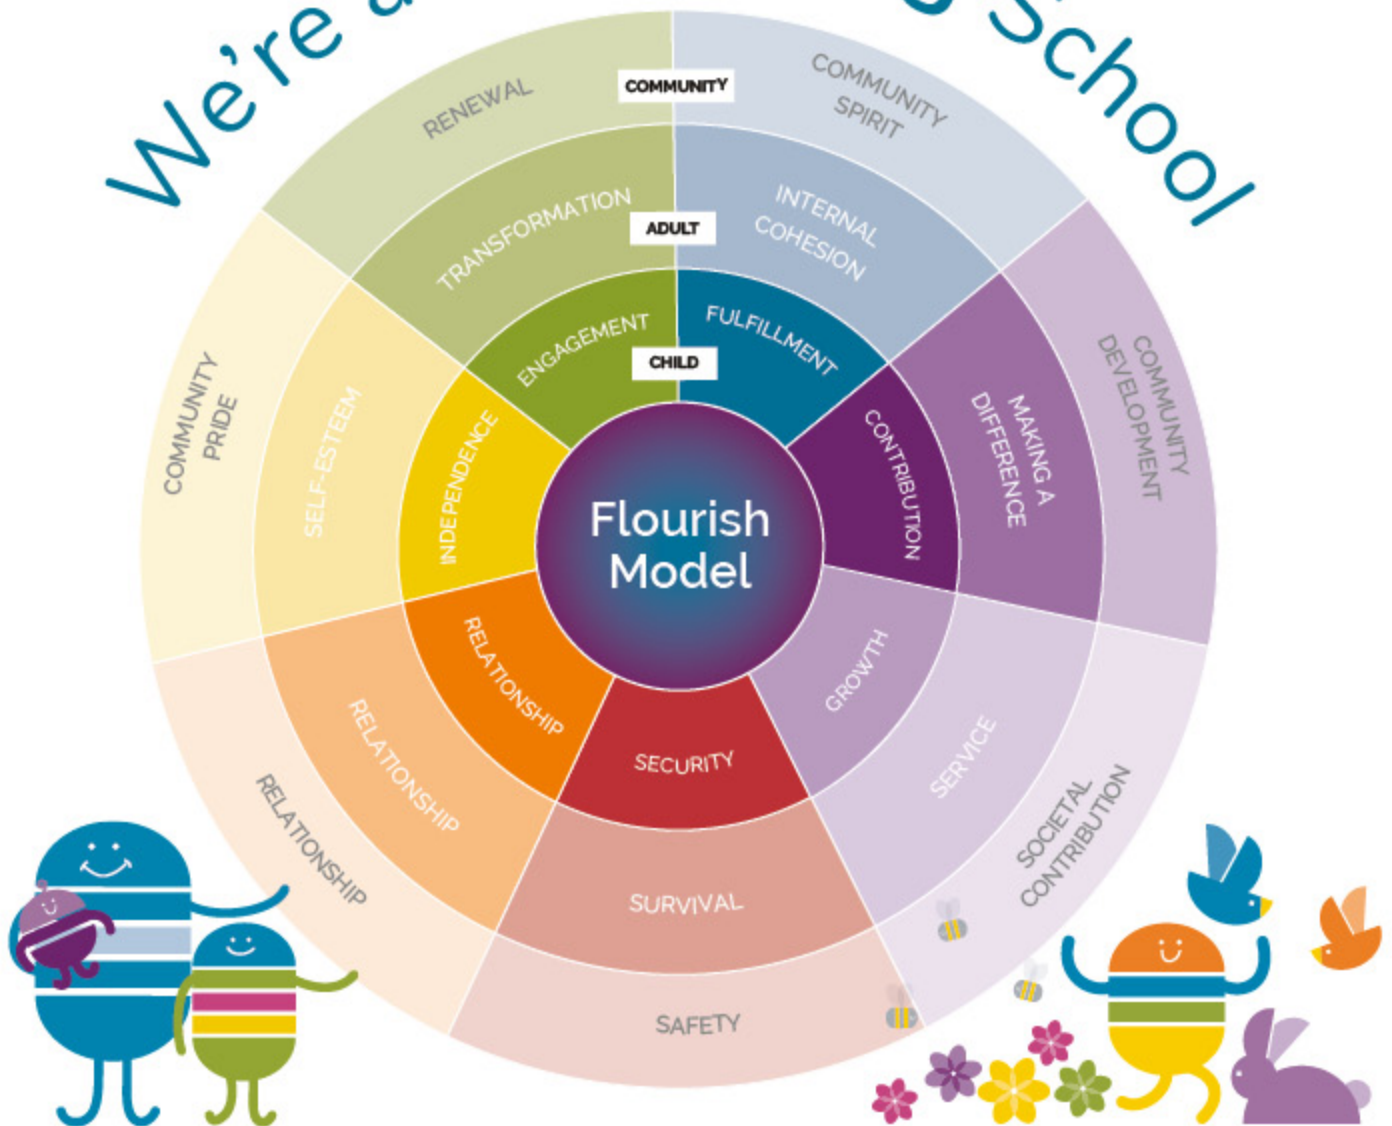 We're a
School
COMMUNITY
RENEWAL
COMMUNITY
SPIRIT
ADULT
TRANSFORMATION
INTERNAL
COHESION
CHILD
ENGAGEMENT
FULFILLMENT
COMMUNITY
PRIDE
SELF-ESTEEM
INDEPENDENCE
CONTRIBUTION
MAKING A
DIFFERENCE
COMMUNITY
DEVELOPMENT
Flourish
Model
RELATIONSHIP
RELATIONSHIP
RELATIONSHIP
GROWTH
SERVICE
SOCIETAL
CONTRIBUTION
SECURITY
SURVIVAL
SAFETY